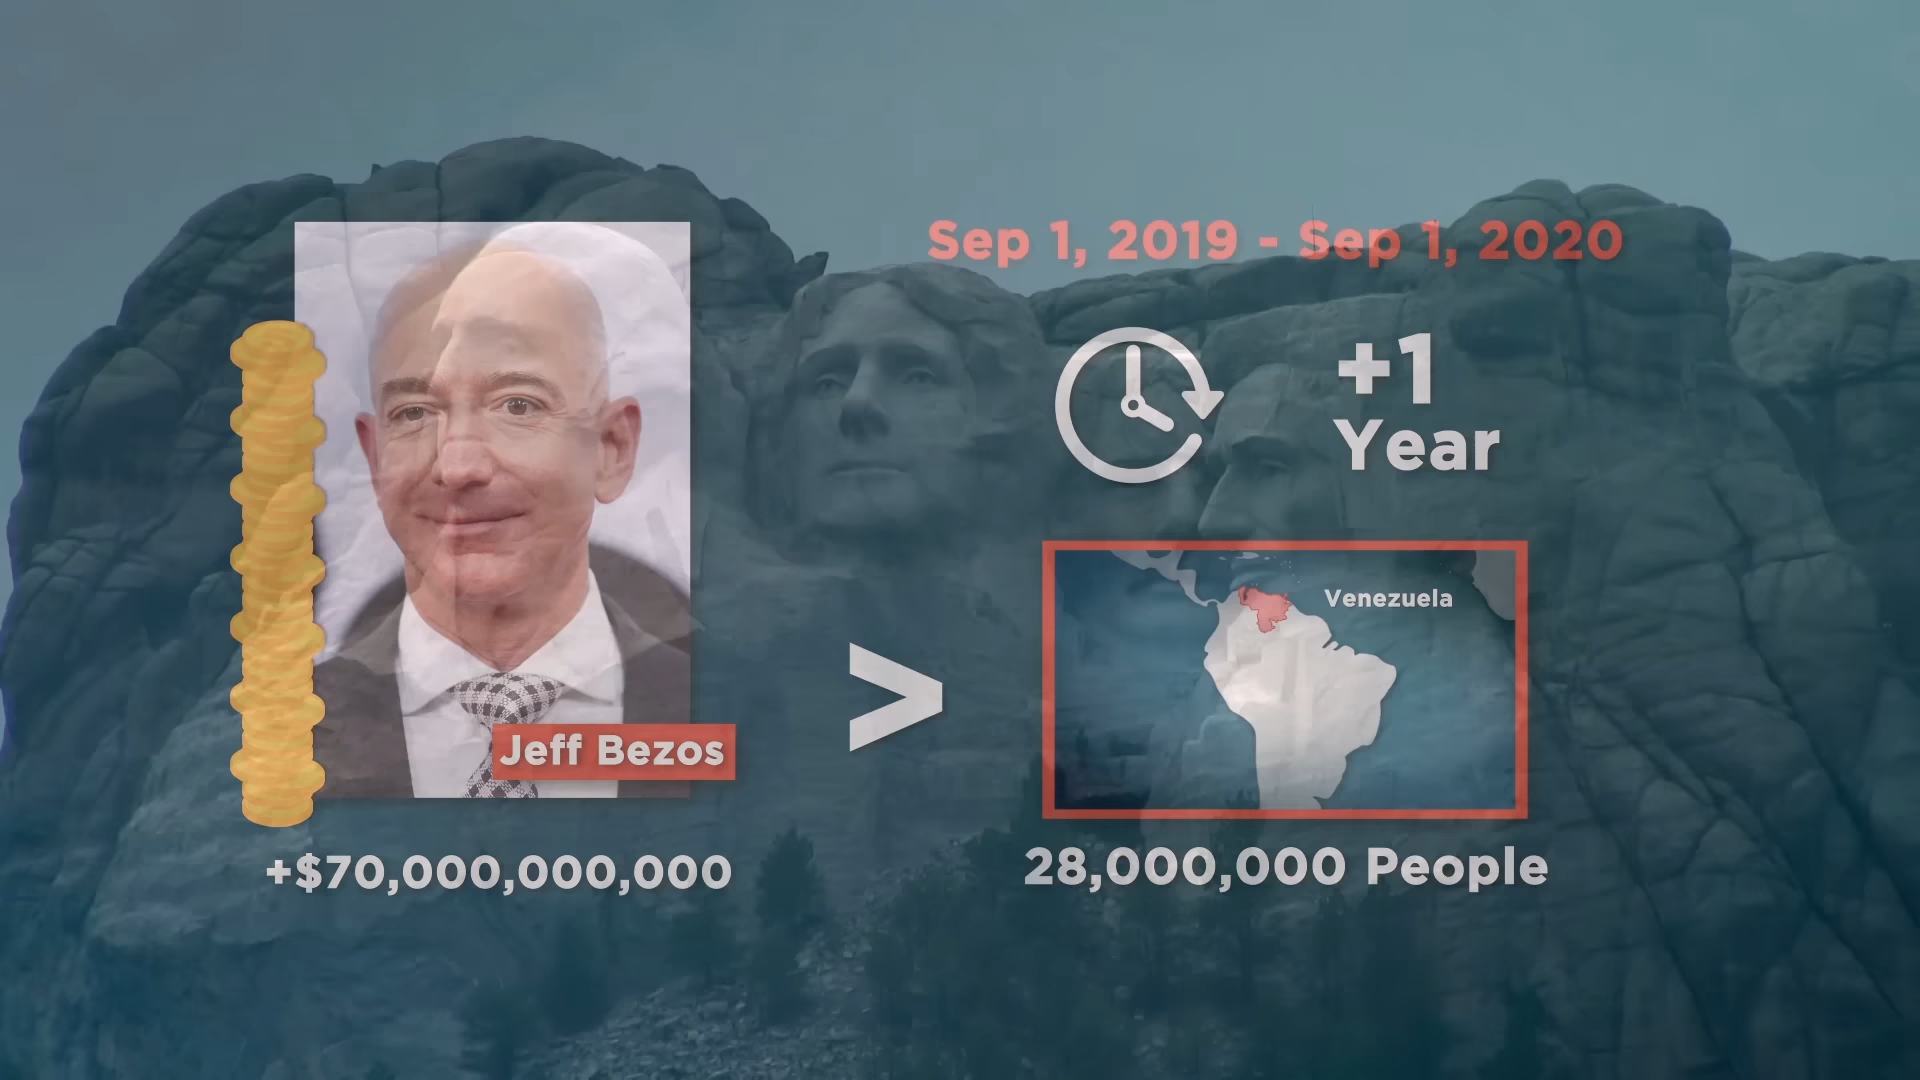 Sep 1, 2019 - Sep 1, 2020
+1
Year
Venezuela
Jeff Bezos
>
+$70,000,000,000
28,000,000 People